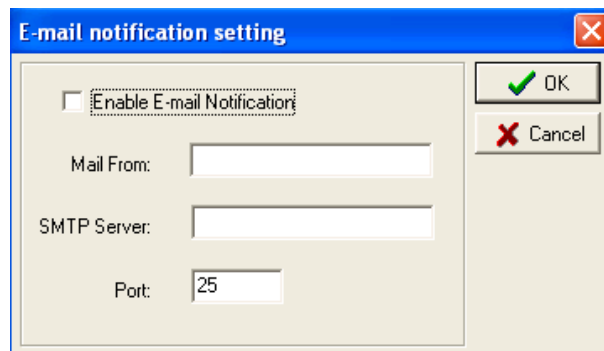 E-mail notification setting
Enable E-mail Notification
OK
Cancel
Mail From:
SMTP Server:
Port: 25